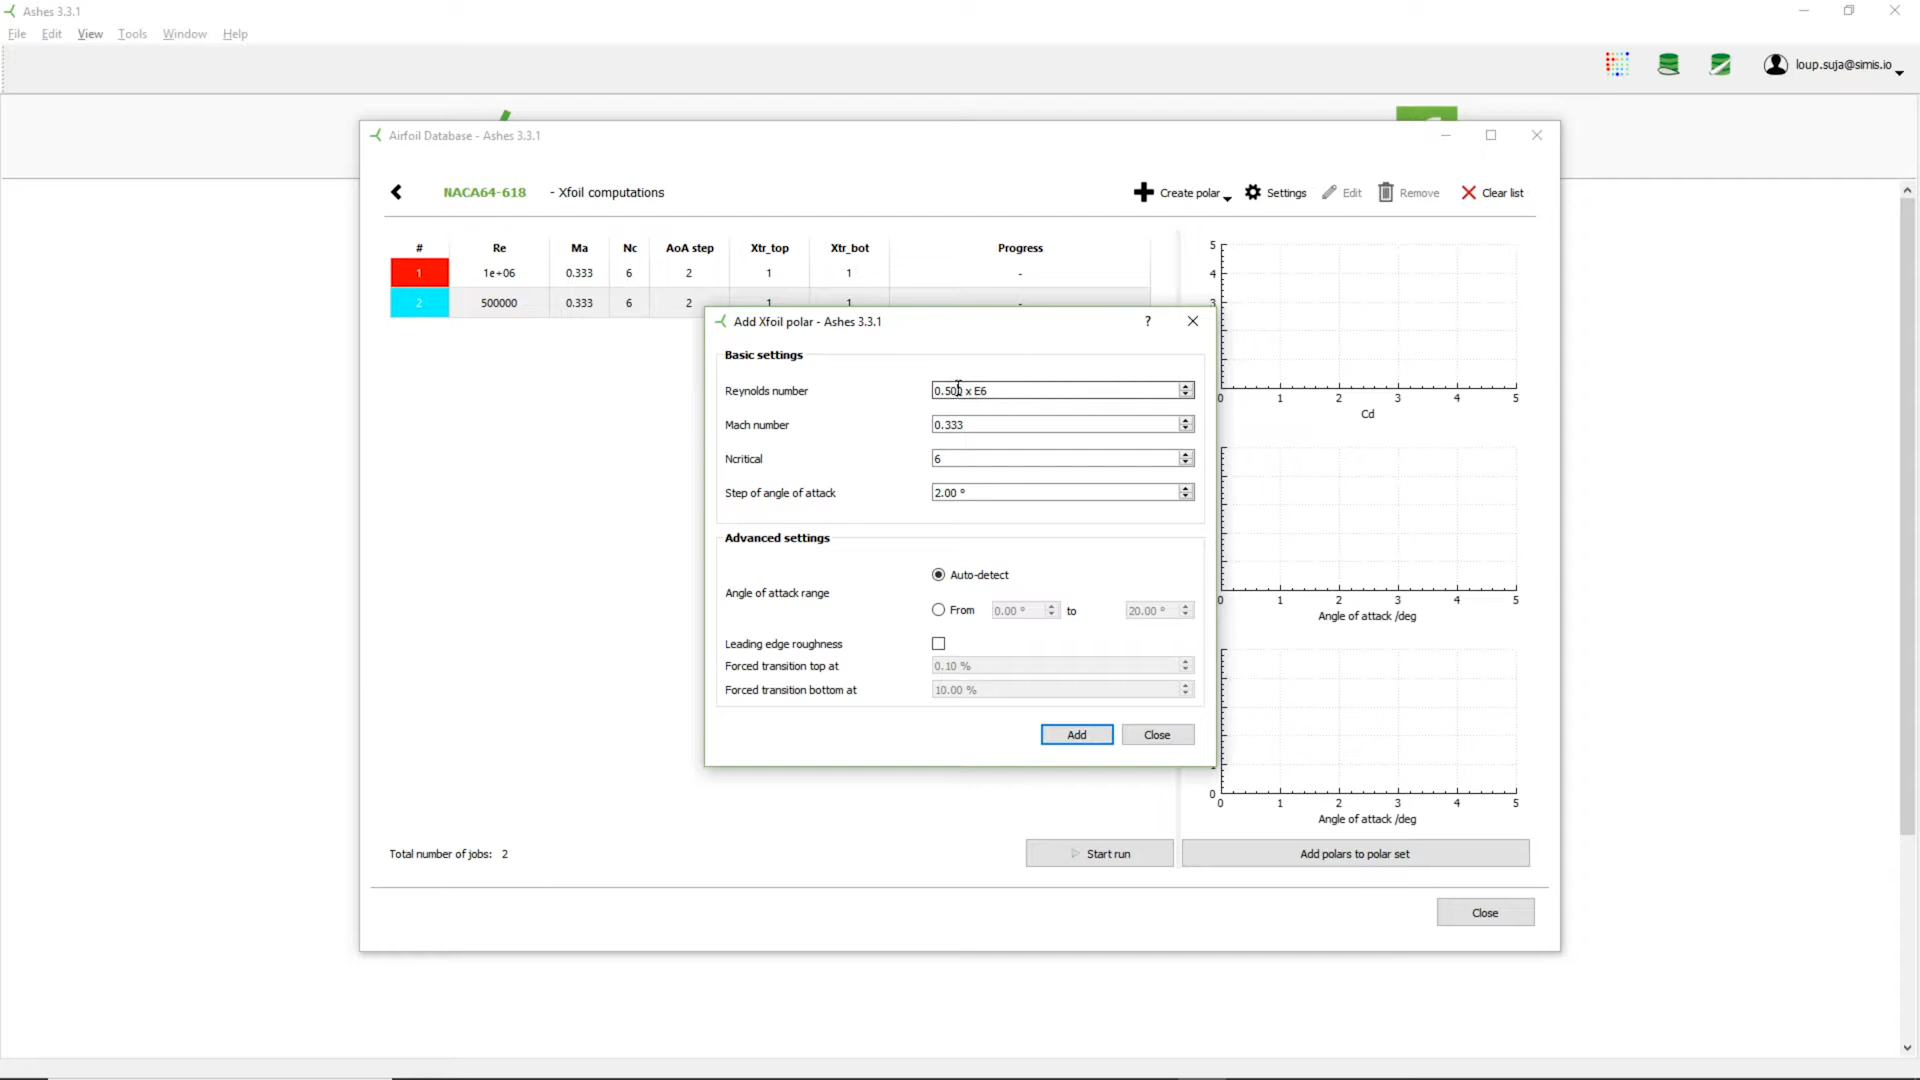 Ashes 3.3.1
File Edit View Tools Window Help
loup.suja@simis.io
Airfoil Database - Ashes 3.3.1
NACA64-618 - Xfoil computations
Create polar Settings Edit Remove Clear list
# Re Ma Nc AoA step Xtr_top Xtr_bot Progress
1 1e+06 0.333 6 2 1 1 -
2 500000 0.333 6 2 1 1 -
Add Xfoil polar - Ashes 3.3.1 ?
Basic settings
Reynolds number 0.500 x E6
Mach number 0.333
Ncritical 6
Step of angle of attack 2.00 °
Advanced settings
Angle of attack range
Auto-detect
From 0.00 ° to 20.00 °
Leading edge roughness
Forced transition top at 0.10 %
Forced transition bottom at 10.00 %
Add Close
5
4
3
0 1 2 3 4 5
Cd
0 1 2 3 4 5
Angle of attack /deg
0
0 1 2 3 4 5
Angle of attack /deg
Total number of jobs: 2
Start run
Add polars to polar set
Close